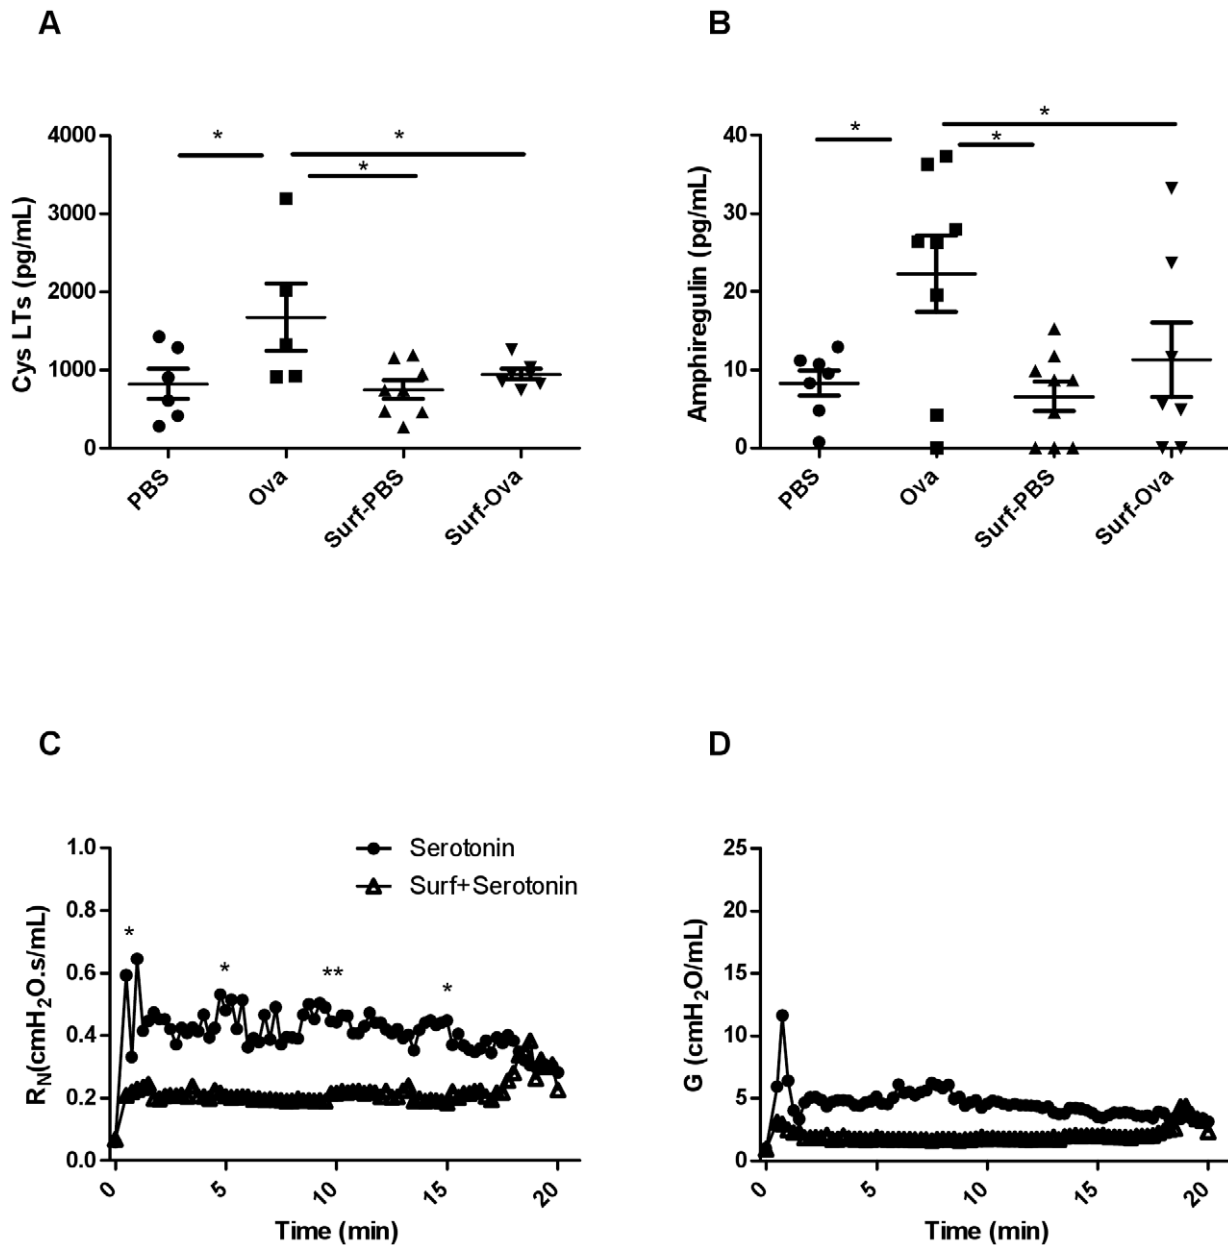 A
B
*
*
*
Cys LTs (pg/mL)
4000
3000
2000
1000
0
PBS
Ova
Surf-PBS
Surf-Ova
*
*
*
Amphiregulin (pg/mL)
40
30
20
10
0
PBS
Ova
Surf-PBS
Surf-Ova
C
D
R_N(cmH₂O.s/mL)
1.0
0.8
0.6
0.4
0.2
0.0
Serotonin
Surf+Serotonin
*
*
**
*
0
5
10
15
20
Time (min)
G (cmH₂O/mL)
25
20
15
10
5
0
0
5
10
15
20
Time (min)